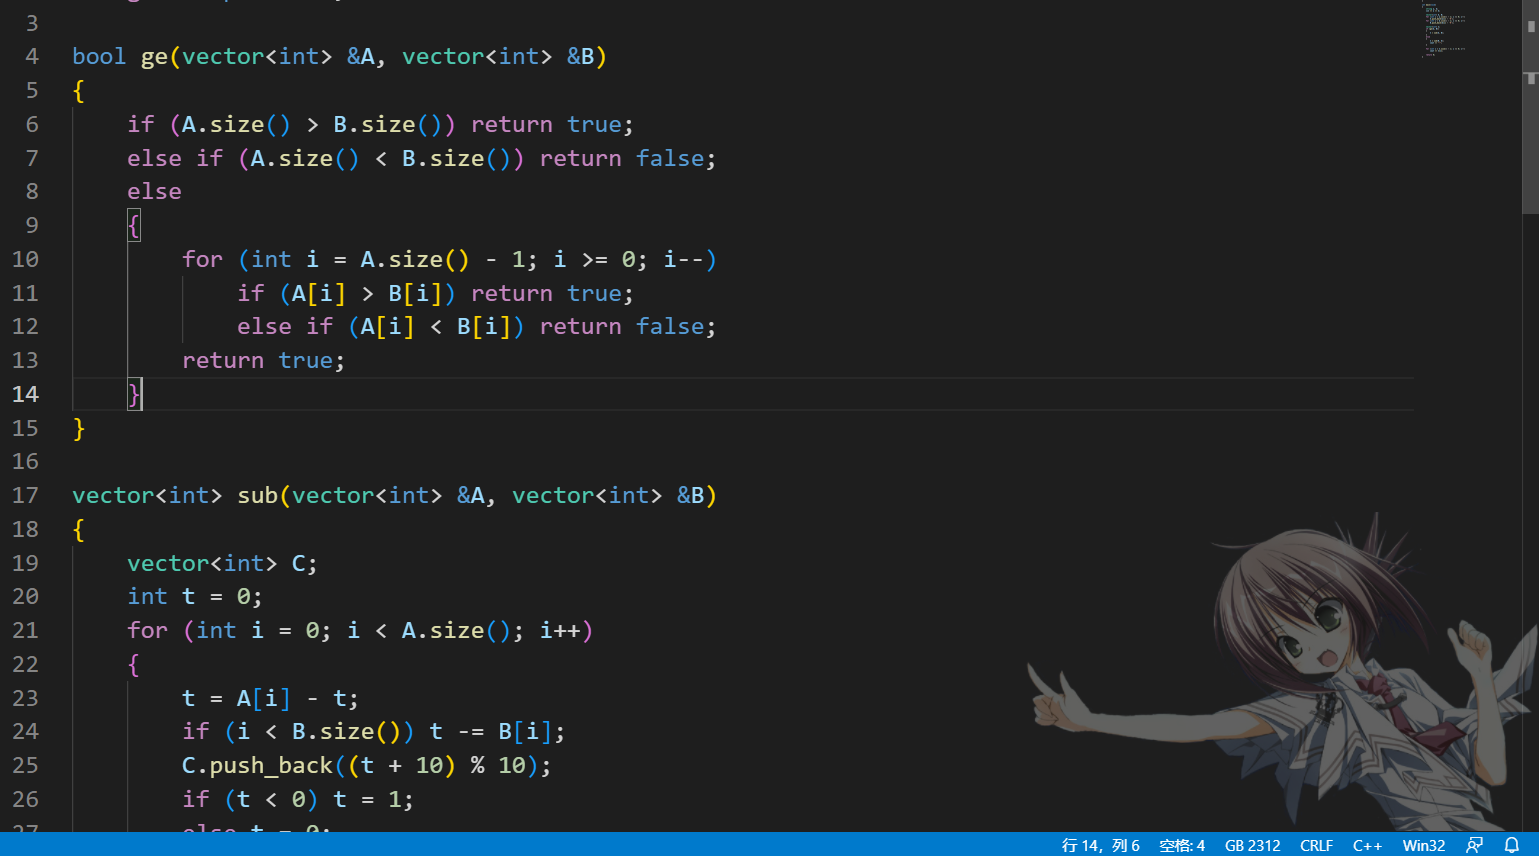 3
4 bool ge(vector<int> &A, vector<int> &B)
5 {
6     if (A.size() > B.size()) return true;
7     else if (A.size() < B.size()) return false;
8     else
9     {
10         for (int i = A.size() - 1; i >= 0; i--)
11             if (A[i] > B[i]) return true;
12             else if (A[i] < B[i]) return false;
13         return true;
14     }
15 }
16
17 vector<int> sub(vector<int> &A, vector<int> &B)
18 {
19     vector<int> C;
20     int t = 0;
21     for (int i = 0; i < A.size(); i++)
22     {
23         t = A[i] - t;
24         if (i < B.size()) t -= B[i];
25         C.push_back((t + 10) % 10);
26         if (t < 0) t = 1;
27         else t = 0;
行 14，列 6 空格: 4 GB 2312 CRLF C++ Win32